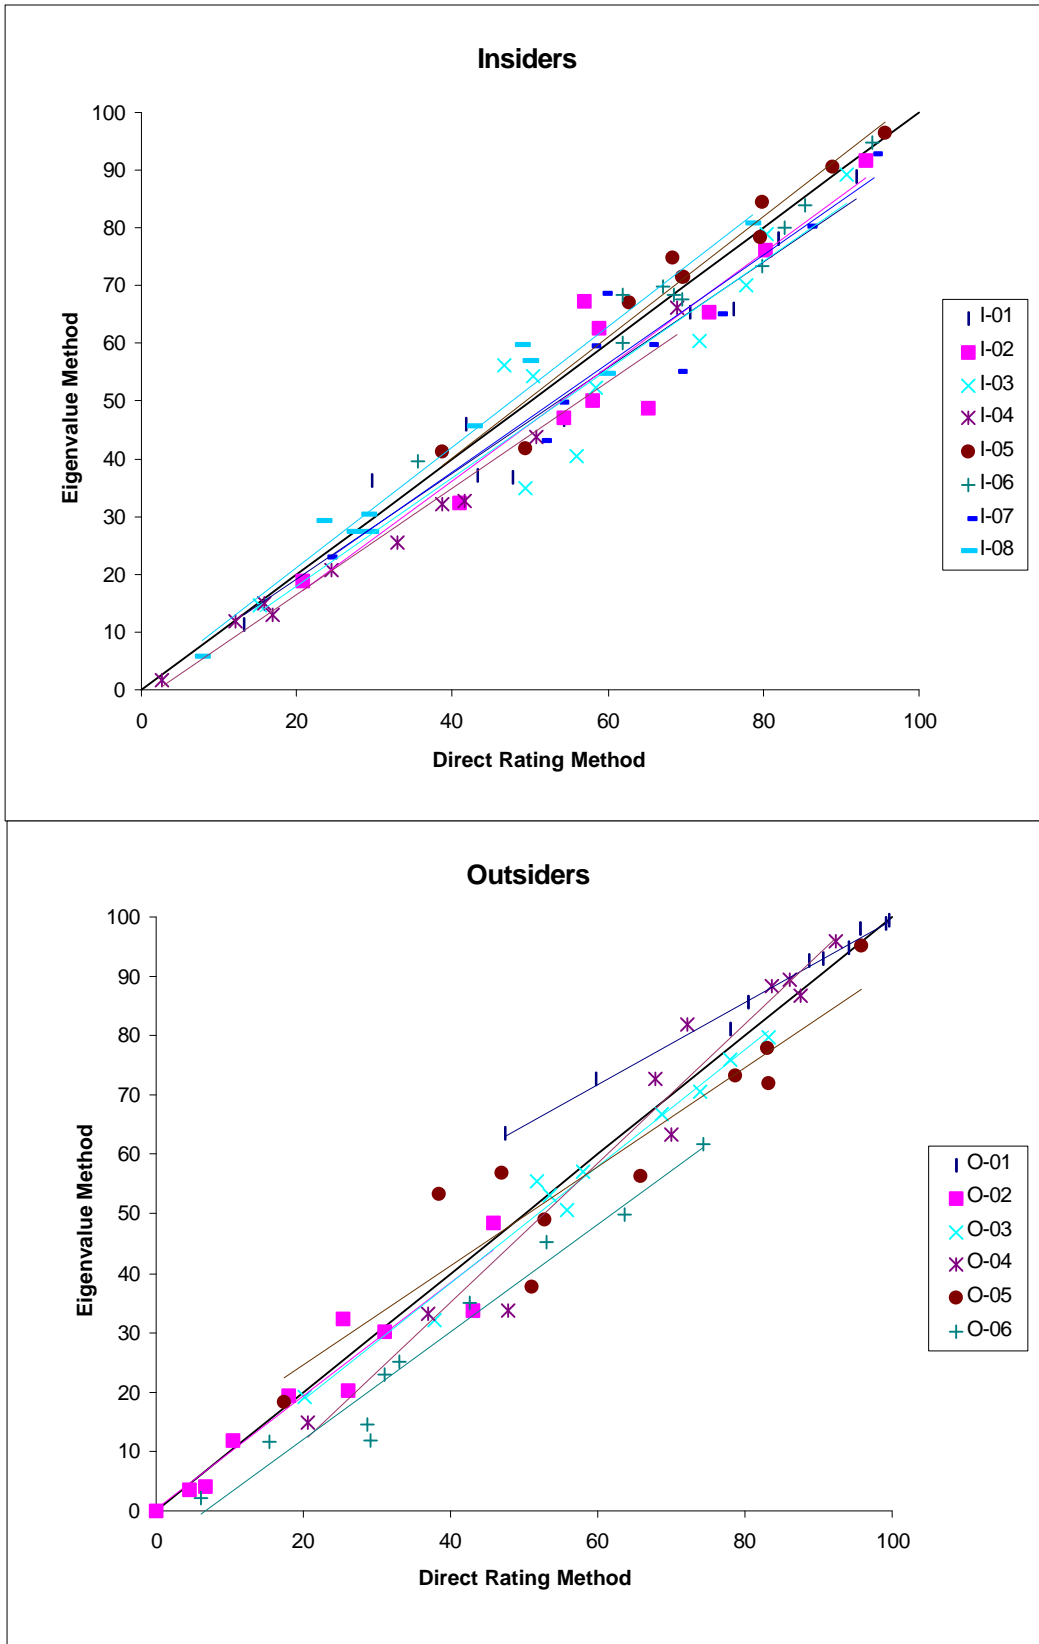 Insiders
Eigenvalue Method
100
90
80
70
60
50
40
30
20
10
0
0 20 40 60 80 100
Direct Rating Method
I-01
I-02
I-03
I-04
I-05
I-06
I-07
I-08
Outsiders
Eigenvalue Method
100
90
80
70
60
50
40
30
20
10
0
0 20 40 60 80 100
Direct Rating Method
O-01
O-02
O-03
O-04
O-05
O-06